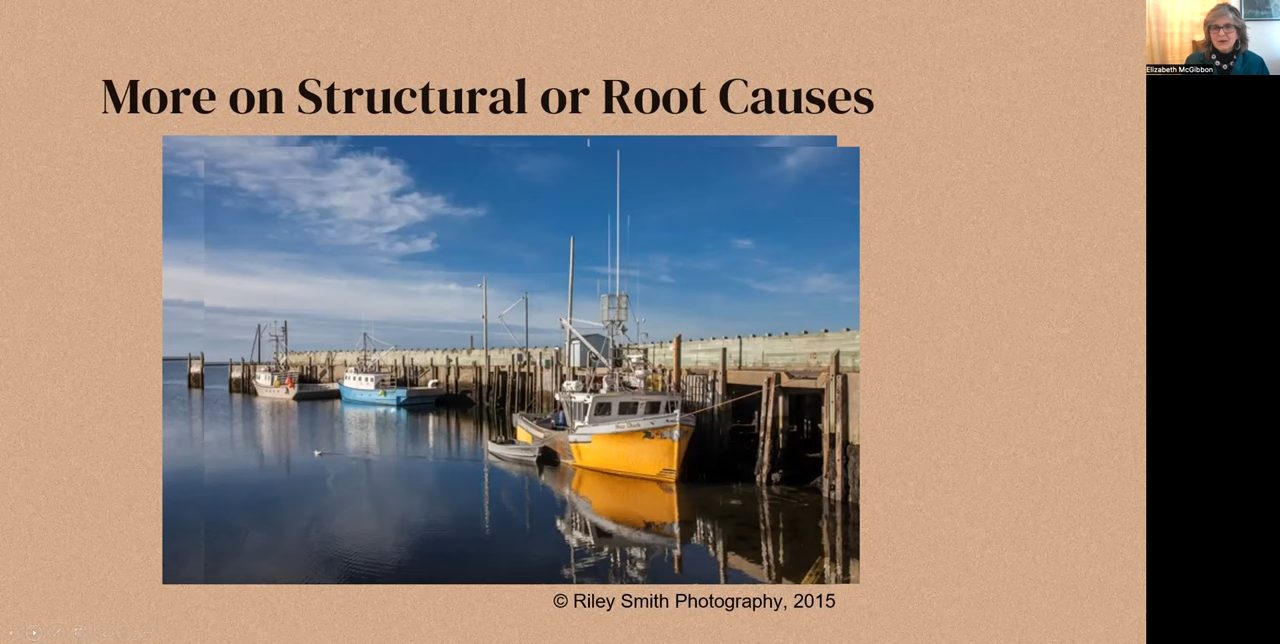 More on Structural or Root Causes
Elizabeth McGibbon
© Riley Smith Photography, 2015